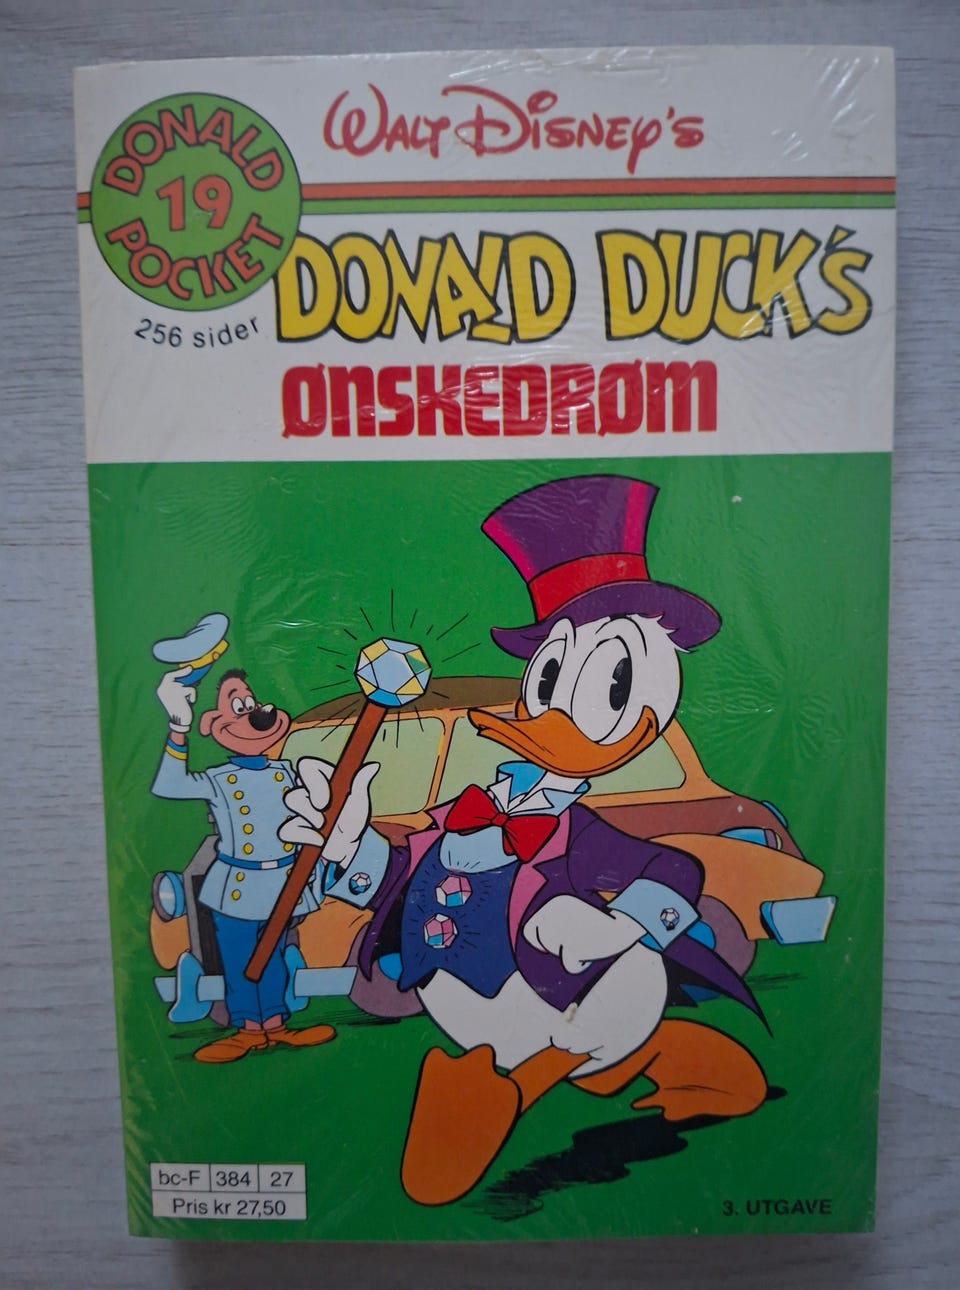 Walt Disney's
DONALD
19
POCKET
256 sider
DONALD DUCK'S
ØNSKEDRØM
bc-F 384 27
Pris kr 27,50
3. UTGAVE